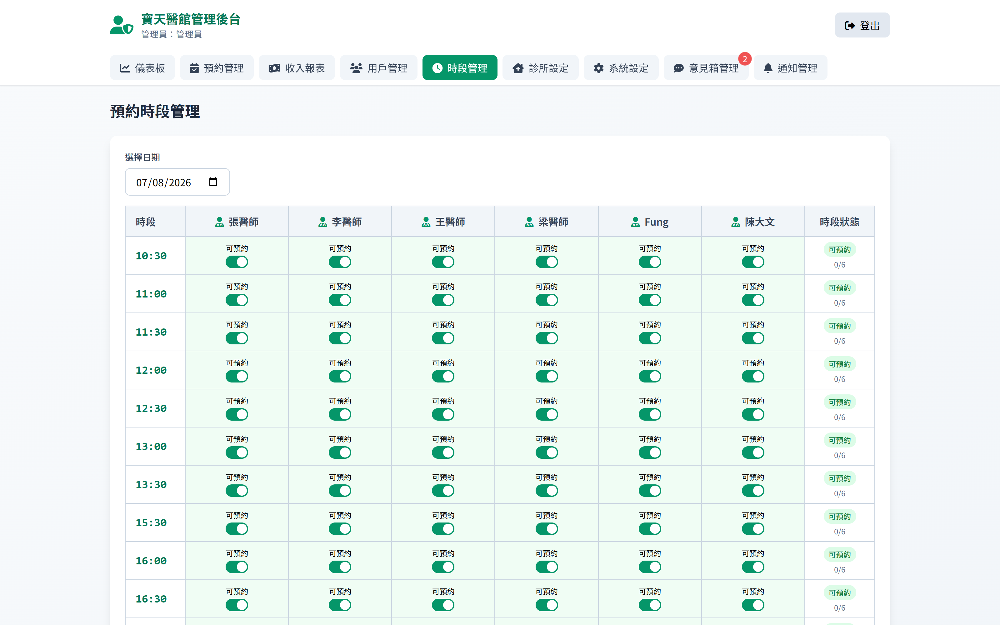 寶天醫館管理後台
管理員：管理員
登出
儀表板 預約管理 收入報表 用戶管理 時段管理 診所設定 系統設定 意見箱管理 2 通知管理
預約時段管理
選擇日期
07/08/2026
時段 張醫師 李醫師 王醫師 梁醫師 Fung 陳大文 時段狀態
10:30 可預約 可預約 可預約 可預約 可預約 可預約 可預約
0/6
11:00 可預約 可預約 可預約 可預約 可預約 可預約 可預約
0/6
11:30 可預約 可預約 可預約 可預約 可預約 可預約 可預約
0/6
12:00 可預約 可預約 可預約 可預約 可預約 可預約 可預約
0/6
12:30 可預約 可預約 可預約 可預約 可預約 可預約 可預約
0/6
13:00 可預約 可預約 可預約 可預約 可預約 可預約 可預約
0/6
13:30 可預約 可預約 可預約 可預約 可預約 可預約 可預約
0/6
15:30 可預約 可預約 可預約 可預約 可預約 可預約 可預約
0/6
16:00 可預約 可預約 可預約 可預約 可預約 可預約 可預約
0/6
16:30 可預約 可預約 可預約 可預約 可預約 可預約 可預約
0/6